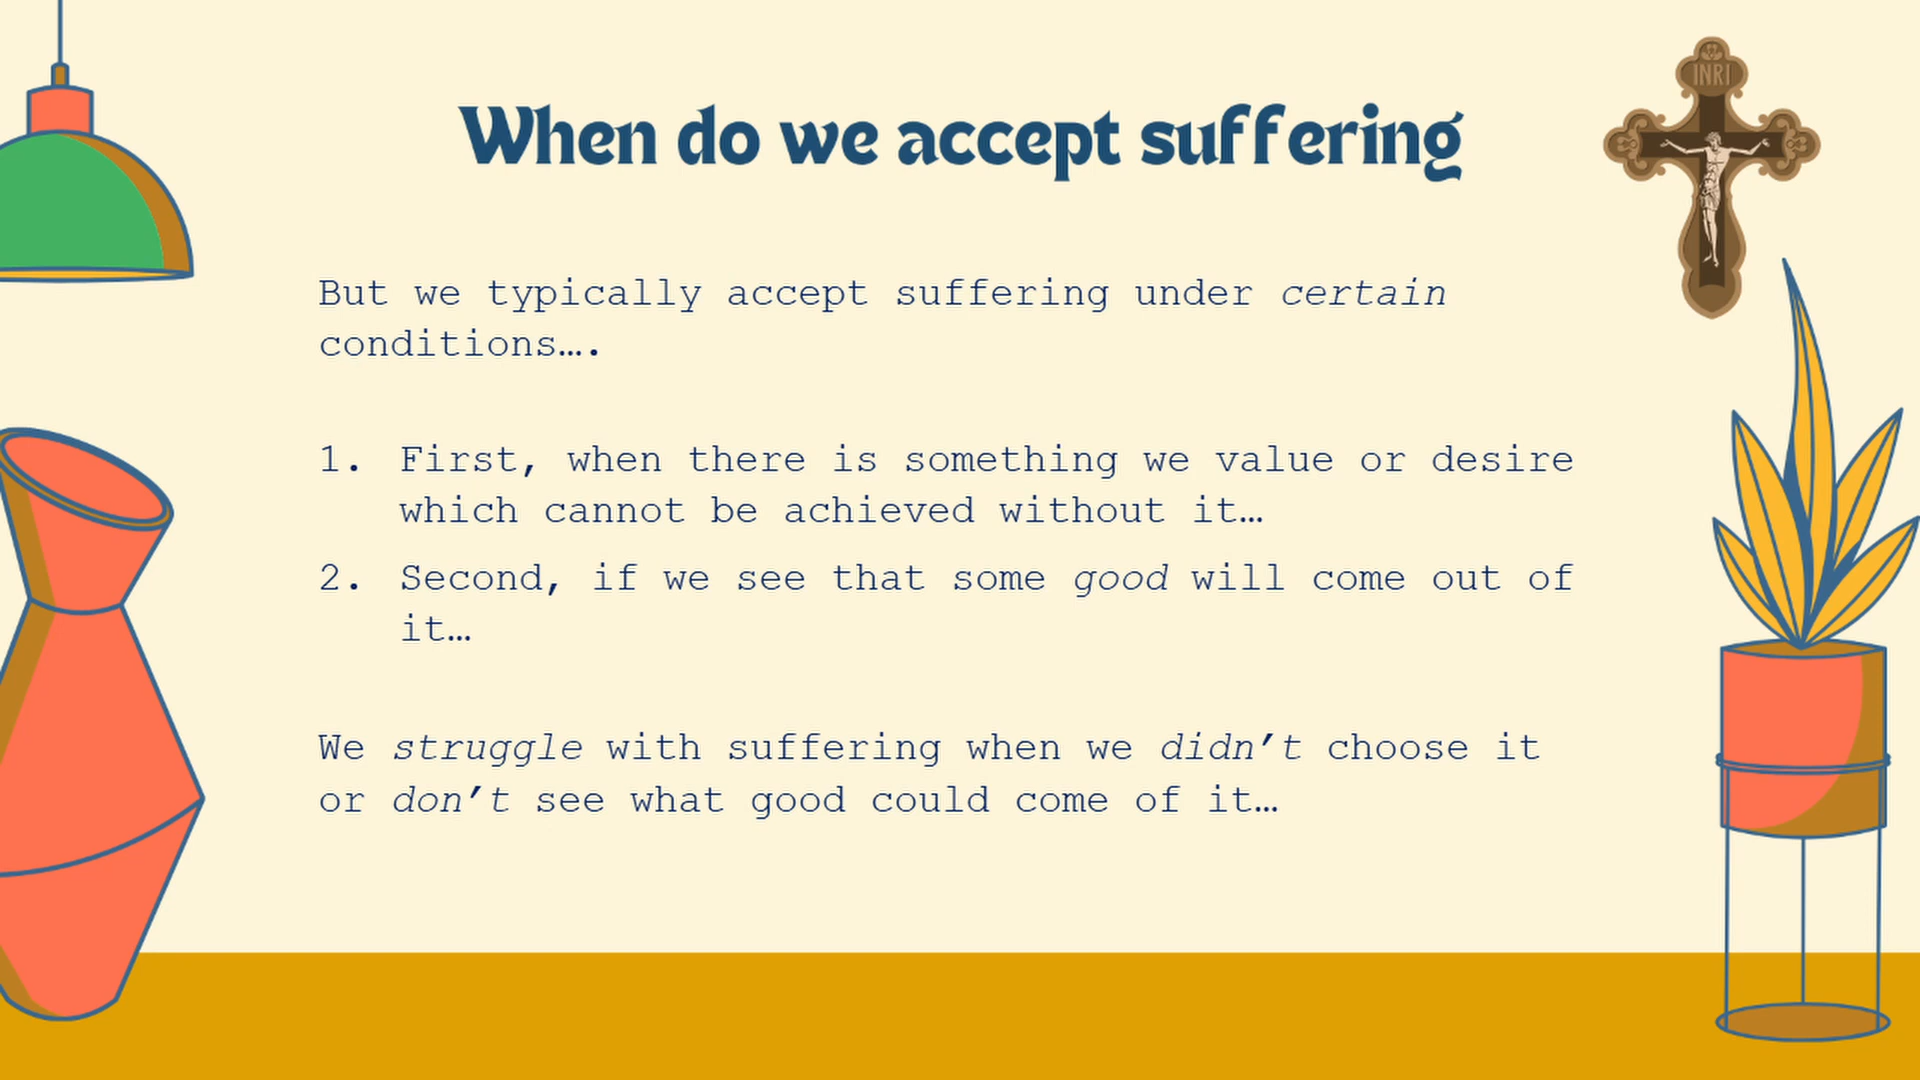 When do we accept suffering
INRI
But we typically accept suffering under certain
conditions….
1. First, when there is something we value or desire
which cannot be achieved without it…
2. Second, if we see that some good will come out of
it…
We struggle with suffering when we didn’t choose it
or don’t see what good could come of it…